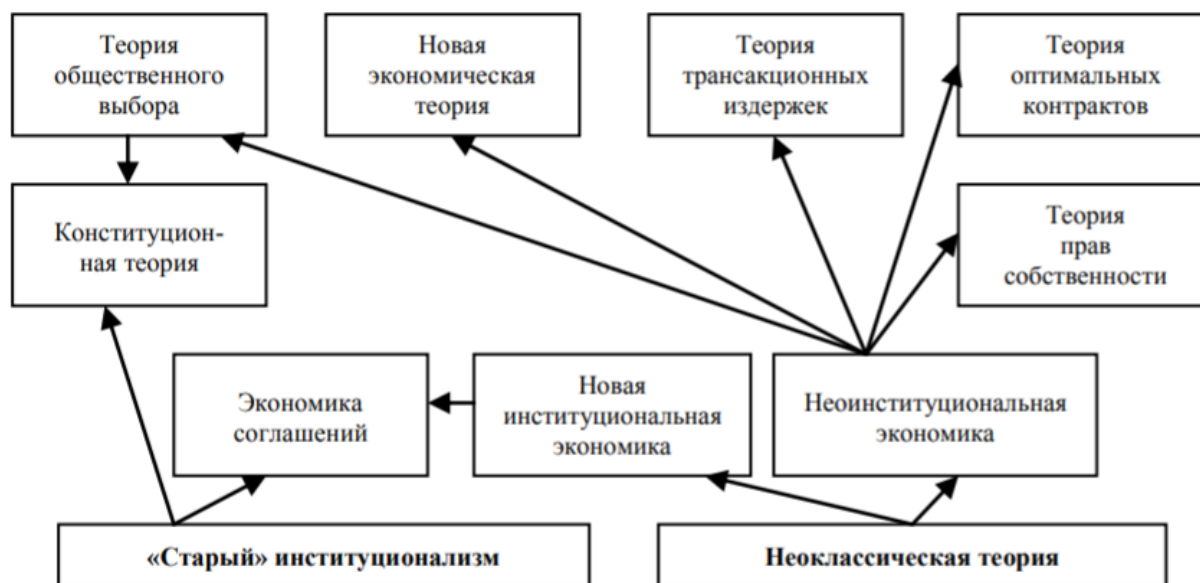 Теория
общественного
выбора
Новая
экономическая
теория
Теория
трансакционных
издержек
Теория
оптимальных
контрактов
Конституцион-
ная теория
Теория
прав
собственности
Экономика
соглашений
Новая
институциональная
экономика
Неоинституциональная
экономика
«Старый» институционализм
Неоклассическая теория